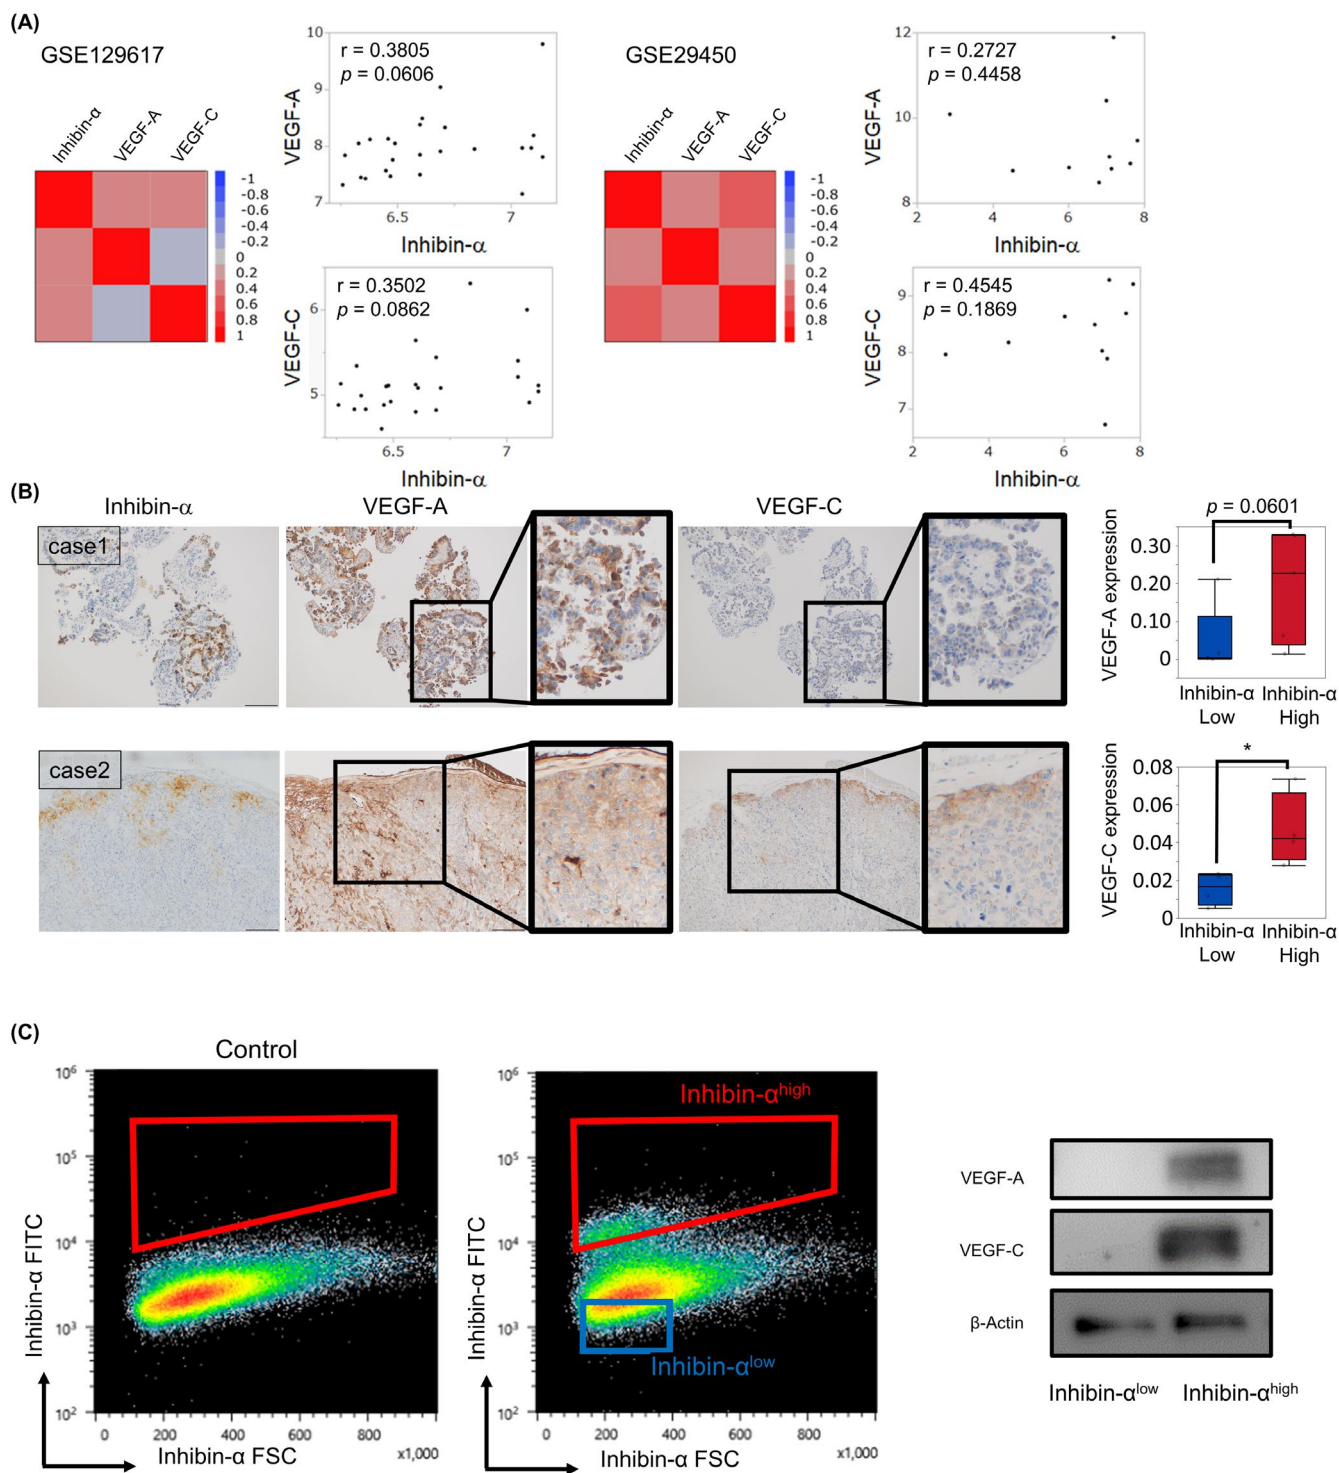 (A)
GSE129617
Inhibin-α
VEGF-A
VEGF-C
-1
-0.8
-0.6
-0.4
-0.2
0
0.2
0.4
0.6
0.8
1
r = 0.3805
p = 0.0606
VEGF-A
10
9
8
7
6.5
7
Inhibin-α
r = 0.3502
p = 0.0862
VEGF-C
6
5
6.5
7
Inhibin-α
GSE29450
Inhibin-α
VEGF-A
VEGF-C
-1
-0.8
-0.6
-0.4
-0.2
0
0.2
0.4
0.6
0.8
1
r = 0.2727
p = 0.4458
VEGF-A
12
10
8
2
4
6
8
Inhibin-α
r = 0.4545
p = 0.1869
VEGF-C
9
8
7
2
4
6
8
Inhibin-α
(B)
Inhibin-α
VEGF-A
VEGF-C
case1
case2
p = 0.0601
VEGF-A expression
0.30
0.20
0.10
0
Inhibin-α
Low
Inhibin-α
High
*
VEGF-C expression
0.08
0.06
0.04
0.02
0
Inhibin-α
Low
Inhibin-α
High
(C)
Control
10⁶
10⁵
10⁴
10³
10²
Inhibin-α FITC
0
200
400
600
800
x1,000
Inhibin-α FSC
Inhibin-αhigh
Inhibin-αlow
10⁶
10⁵
10⁴
10³
10²
Inhibin-α FITC
0
200
400
600
800
x1,000
Inhibin-α FSC
VEGF-A
VEGF-C
β-Actin
Inhibin-αlow
Inhibin-αhigh